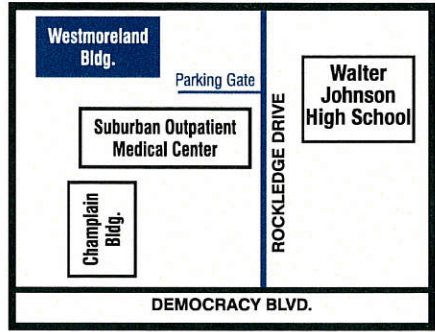 Westmoreland
Bldg.
Parking Gate
Walter
Johnson
High School
Suburban Outpatient
Medical Center
ROCKLEDGE DRIVE
Champlain
Bldg.
DEMOCRACY BLVD.